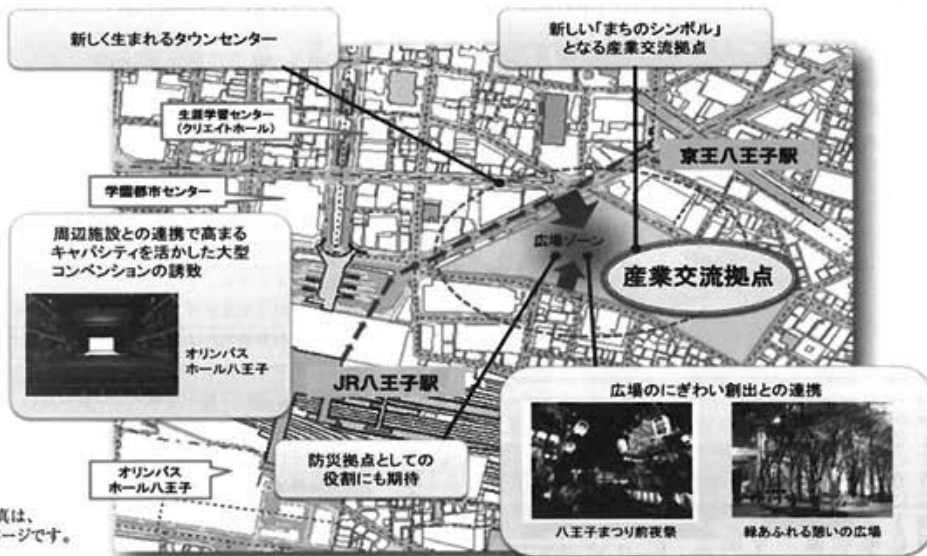 新しく生まれるタウンセンター
新しい「まちのシンボル」
となる産業交流拠点
生涯学習センター
(クリエイトホール)
京王八王子駅
学園都市センター
周辺施設との連携で高まる
キャパシティを活かした大型
コンベンションの誘致
オリンパス
ホール八王子
広場ゾーン
産業交流拠点
JR八王子駅
広場のにぎわい創出との連携
八王子まつり前夜祭
緑あふれる憩いの広場
防災拠点としての
役割にも期待
オリンパス
ホール八王子
真は、
ージです。